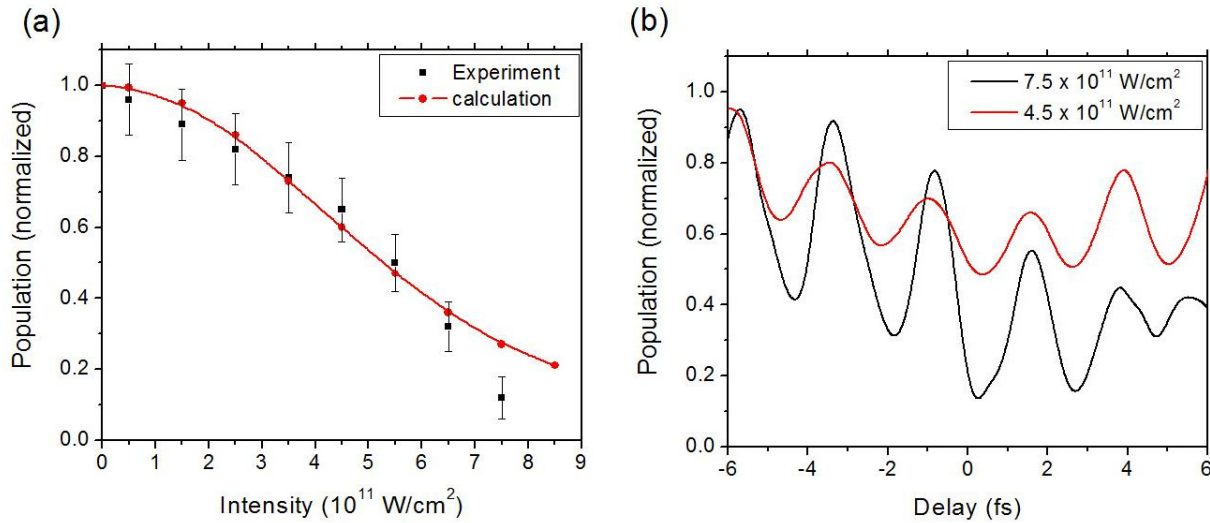 (a)
Experiment
calculation
Population (normalized)
1.0
0.8
0.6
0.4
0.2
0.0
0 1 2 3 4 5 6 7 8 9
Intensity (10¹¹ W/cm²)
(b)
7.5 x 10¹¹ W/cm²
4.5 x 10¹¹ W/cm²
Population (normalized)
1.0
0.8
0.6
0.4
0.2
0.0
-6 -4 -2 0 2 4 6
Delay (fs)